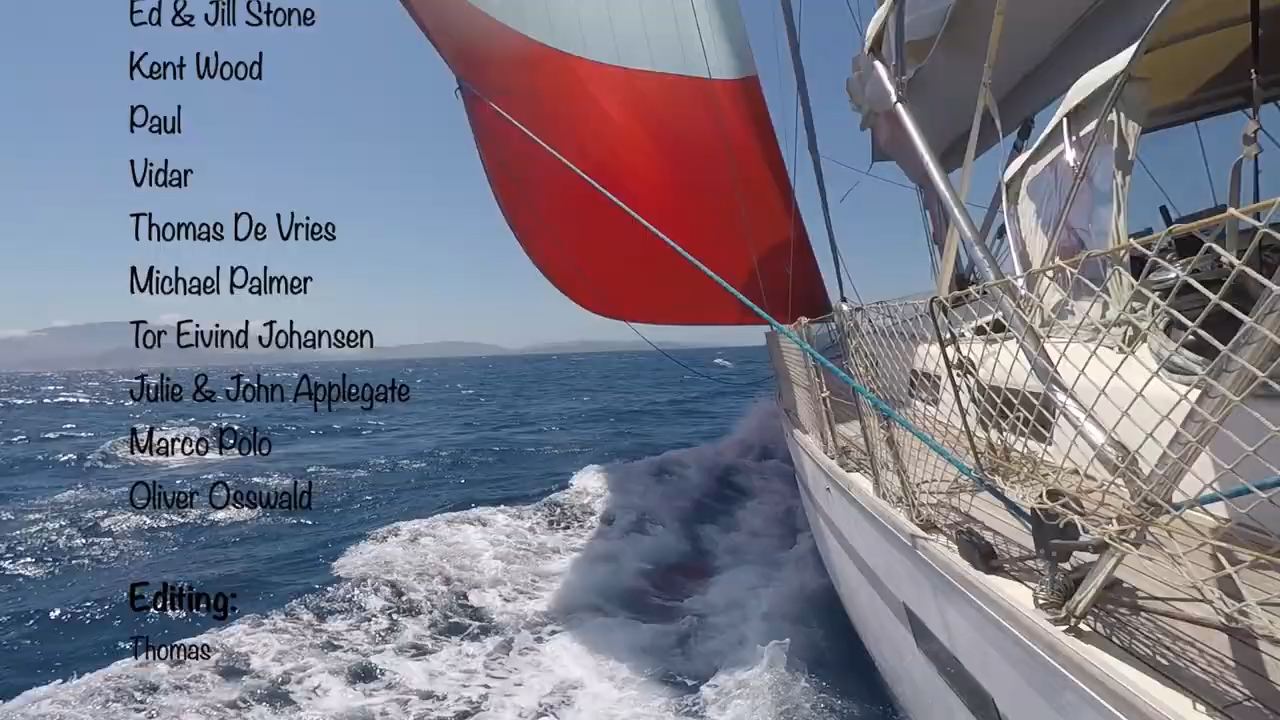 Ed & Jill Stone
Kent Wood
Paul
Vidar
Thomas De Vries
Michael Palmer
Tor Eivind Johansen
Julie & John Applegate
Marco Polo
Oliver Osswald
Editing:
Thomas